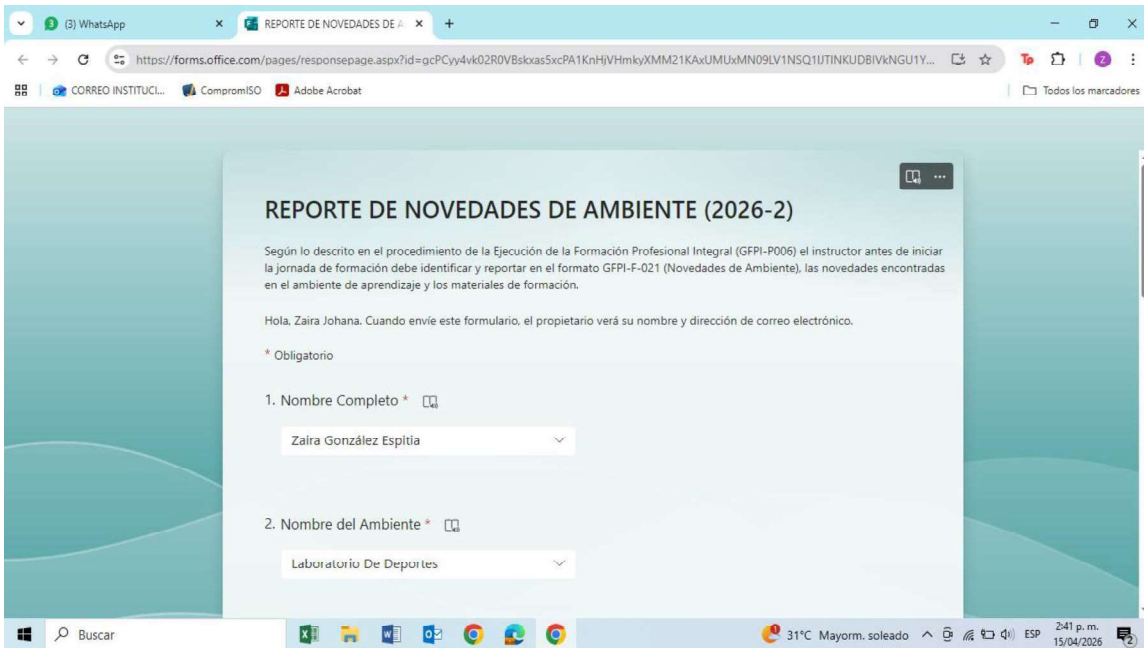 (3) WhatsApp
REPORTE DE NOVEDADES DE A
https://forms.office.com/pages/responsepage.aspx?id=gcPCyy4vk02R0VBskxas5xcPA1KnHjVHmkyXMM21KAxUMUxMN09LV1NSQ1lJTlNKUDBIVkNGU1Y...
CORREO INSTITUCI...
CompromISO
Adobe Acrobat
Todos los marcadores
REPORTE DE NOVEDADES DE AMBIENTE (2026-2)
Según lo descrito en el procedimiento de la Ejecución de la Formación Profesional Integral (GFPI-P006) el instructor antes de iniciar
la jornada de formación debe identificar y reportar en el formato GFPI-F-021 (Novedades de Ambiente), las novedades encontradas
en el ambiente de aprendizaje y los materiales de formación.
Hola, Zaira Johana. Cuando envíe este formulario, el propietario verá su nombre y dirección de correo electrónico.
* Obligatorio
1. Nombre Completo *
Zaira González Espitia
2. Nombre del Ambiente *
Laboratorio De Deportes
Buscar
31°C Mayorm. soleado
ESP
2:41 p. m.
15/04/2026